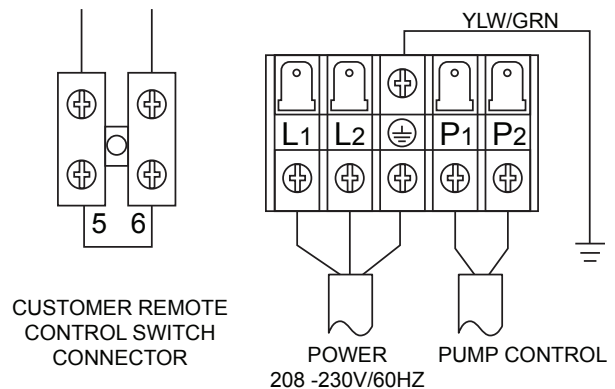 YLW/GRN
L1 L2 P1 P2
5 6
CUSTOMER REMOTE
CONTROL SWITCH
CONNECTOR
POWER
208 -230V/60HZ
PUMP CONTROL